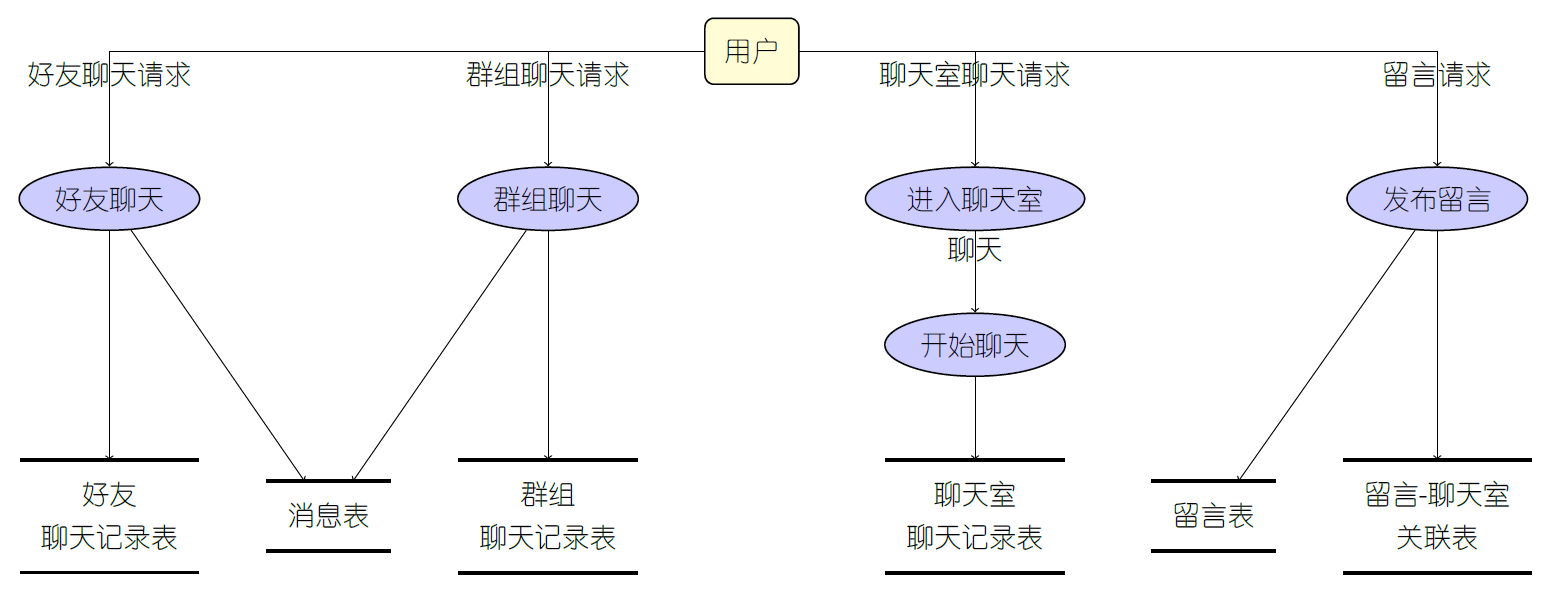 用户
好友聊天请求
群组聊天请求
聊天室聊天请求
留言请求
好友聊天
群组聊天
进入聊天室
发布留言
聊天
开始聊天
好友
聊天记录表
消息表
群组
聊天记录表
聊天室
聊天记录表
留言表
留言-聊天室
关联表